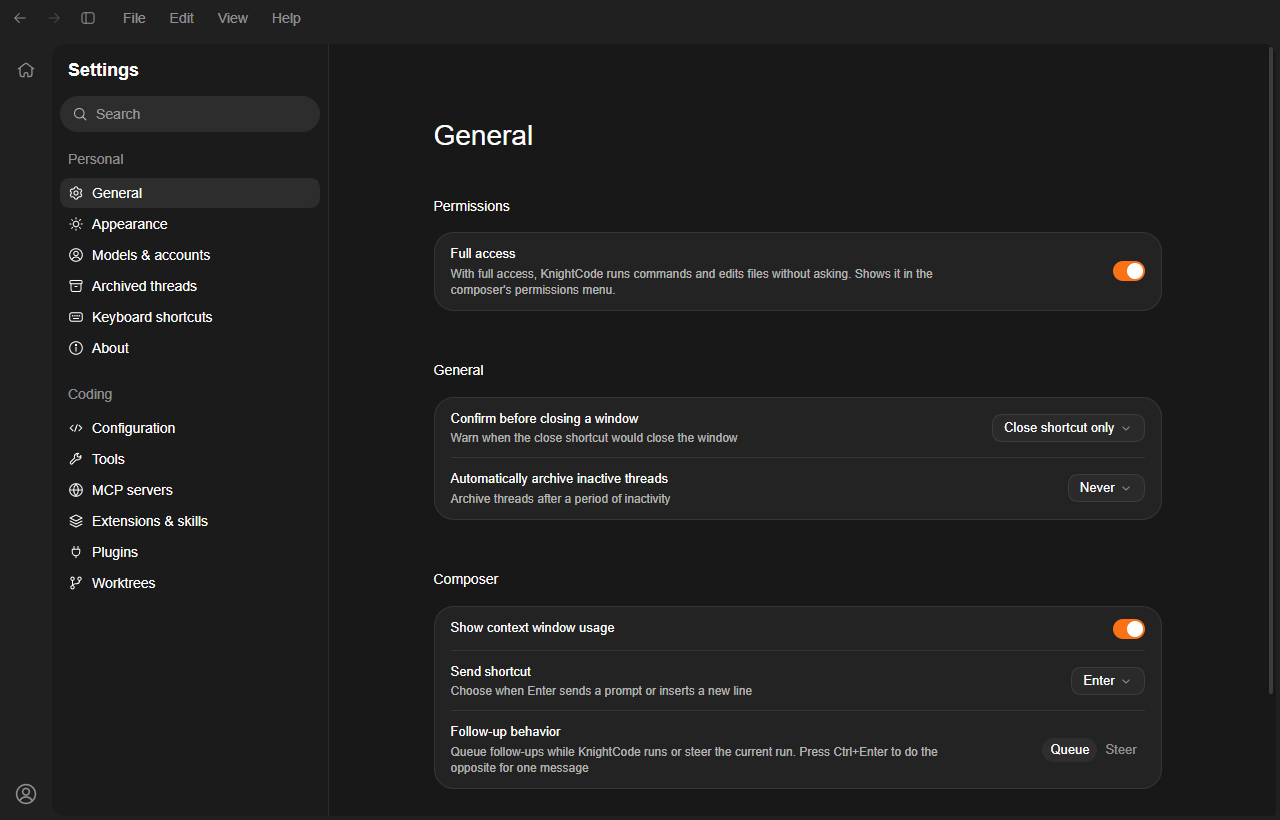 File Edit View Help
Settings
Search
Personal
General
Appearance
Models & accounts
Archived threads
Keyboard shortcuts
About
Coding
Configuration
Tools
MCP servers
Extensions & skills
Plugins
Worktrees
General
Permissions
Full access
With full access, KnightCode runs commands and edits files without asking. Shows it in the
composer's permissions menu.
General
Confirm before closing a window
Warn when the close shortcut would close the window
Close shortcut only
Automatically archive inactive threads
Archive threads after a period of inactivity
Never
Composer
Show context window usage
Send shortcut
Choose when Enter sends a prompt or inserts a new line
Enter
Follow-up behavior
Queue follow-ups while KnightCode runs or steer the current run. Press Ctrl+Enter to do the
opposite for one message
Queue Steer